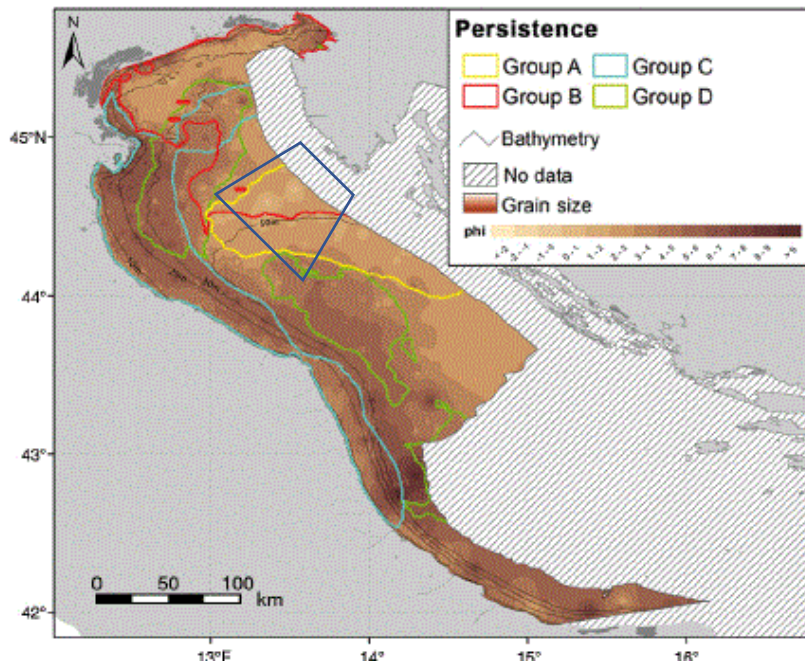 N
Persistence
Group A
Group C
Group B
Group D
Bathymetry
No data
Grain size
phi
45°N
44°
43°
42°
0 25 50 100
km
13°E
14°
15°
16°